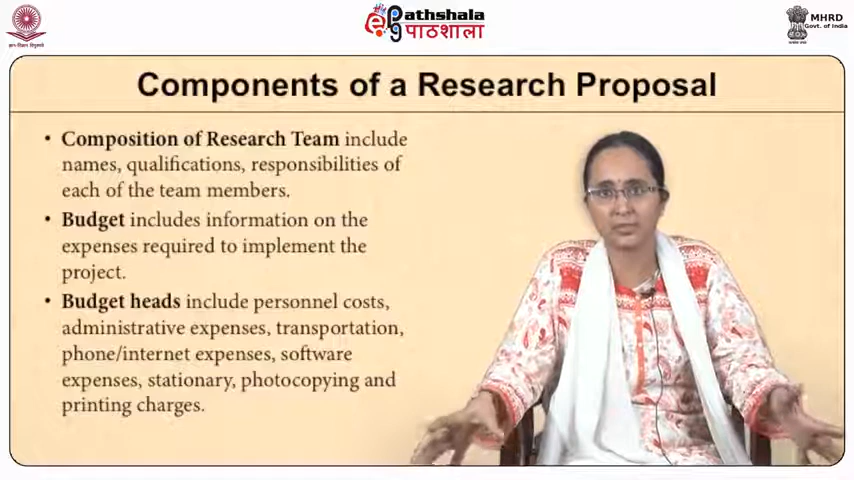 ePathshala
पाठशाला
MHRD
Govt. of India
Components of a Research Proposal
• Composition of Research Team include
names, qualifications, responsibilities of
each of the team members.
• Budget includes information on the
expenses required to implement the
project.
• Budget heads include personnel costs,
administrative expenses, transportation,
phone/internet expenses, software
expenses, stationary, photocopying and
printing charges.